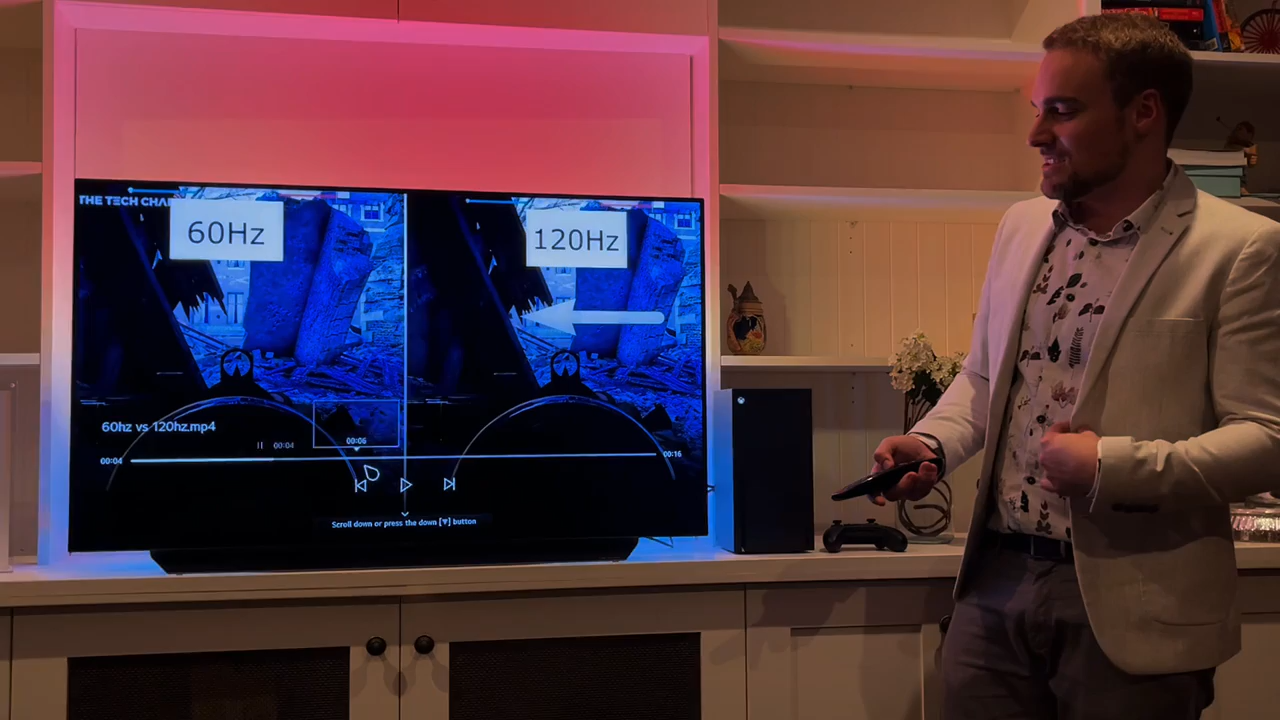 THE TECH CHA
60Hz
120Hz
60hz vs 120hz.mp4
00:04
00:06
00:04
00:16
Scroll down or press the down [▼] button